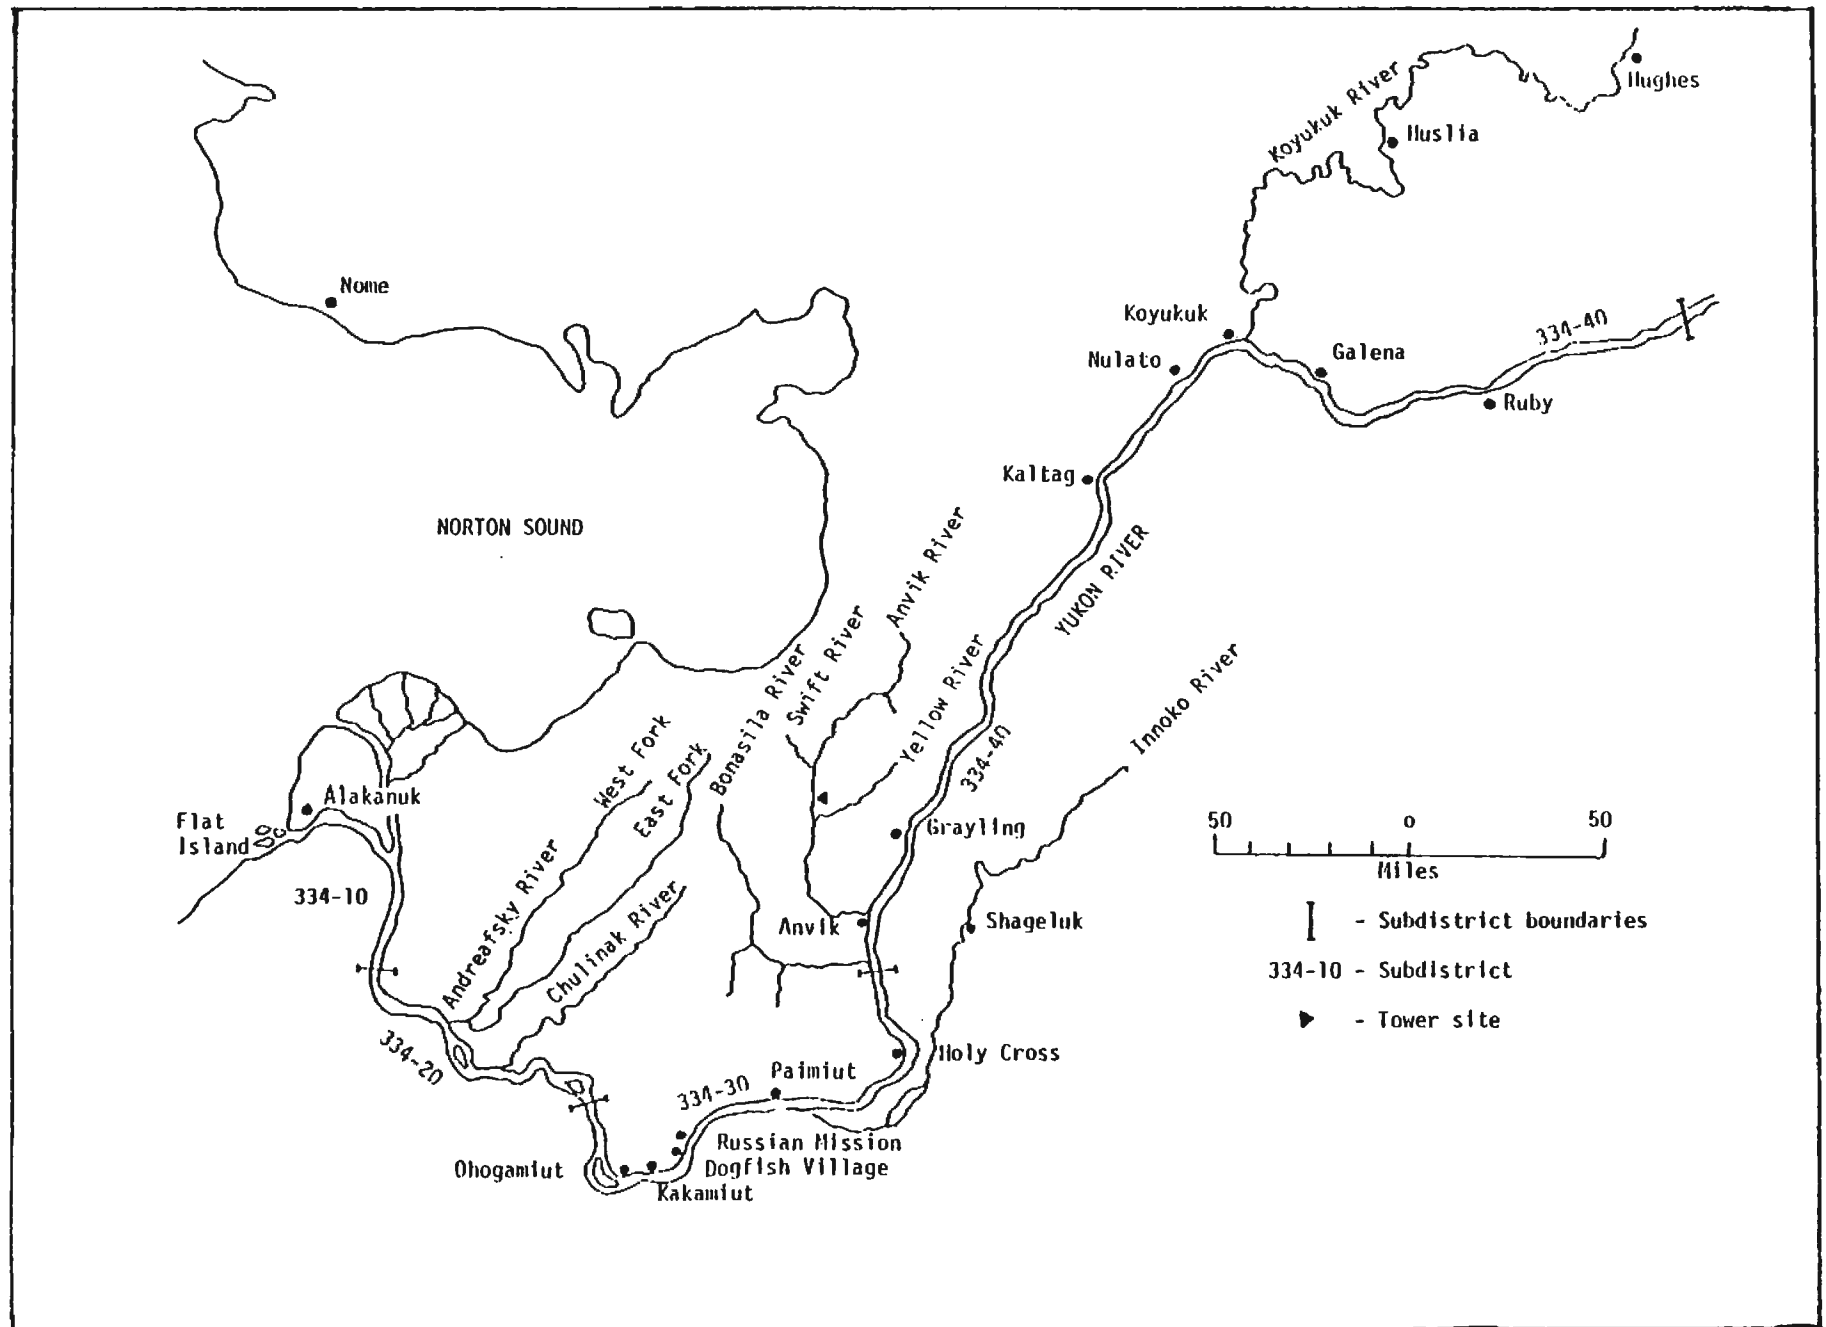 Hughes
Koyukuk River
Huslia
Nome
Koyukuk
334-40
Nulato
Galena
Ruby
Kaltag
NORTON SOUND
Anvik River
YUKON RIVER
Swift River
Bonasila River
Yellow River
Innoko River
West Fork
East Fork
334-40
Alakanuk
Flat
Island
Grayling
50 0 50
Miles
334-10
Andreafsky River
Chulinak River
Anvik
Shageluk
- Subdistrict boundaries
334-10 - Subdistrict
- Tower site
334-20
Holy Cross
Paimiut
334-30
Russian Mission
Dogfish Village
Ohogamiut
Kakamiut